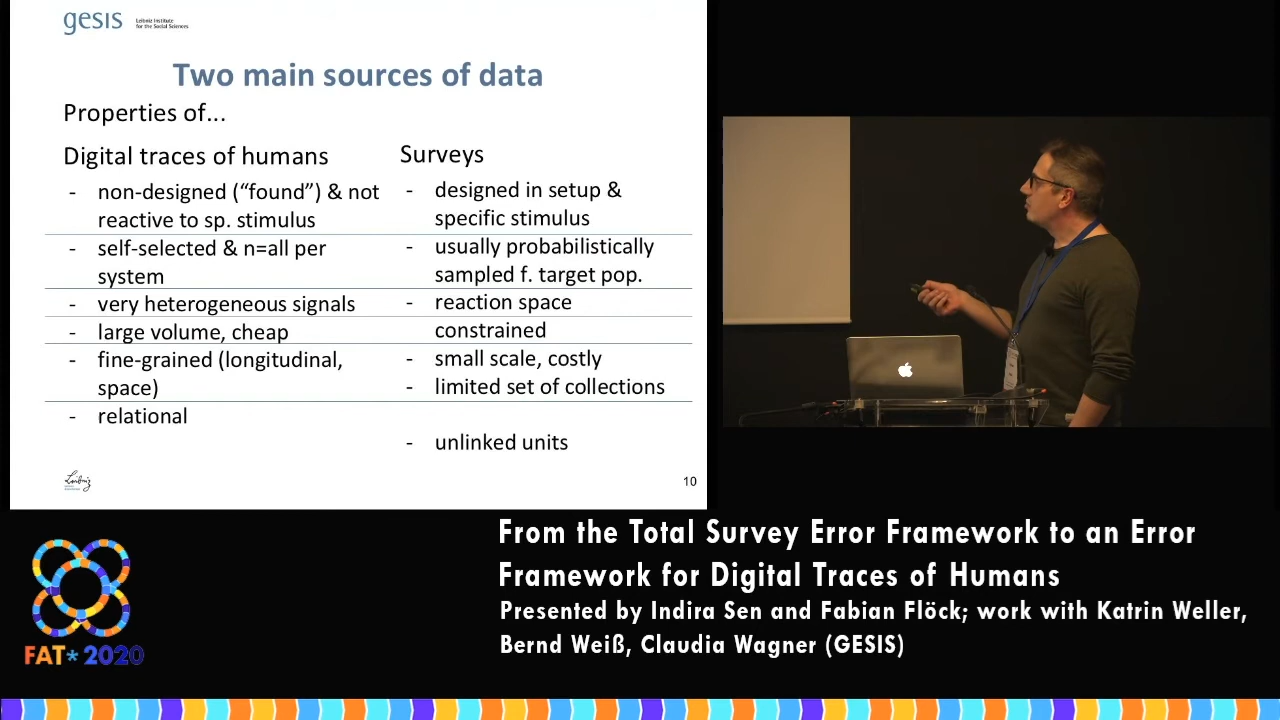 gesis
Leibniz Institute
for the Social Sciences
Two main sources of data
Properties of...
Digital traces of humans
- non-designed (“found”) & not
reactive to sp. stimulus
- self-selected & n=all per
system
- very heterogeneous signals
- large volume, cheap
- fine-grained (longitudinal,
space)
- relational
Surveys
- designed in setup &
specific stimulus
- usually probabilistically
sampled f. target pop.
- reaction space
constrained
- small scale, costly
- limited set of collections
- unlinked units
Leibniz
10
From the Total Survey Error Framework to an Error
Framework for Digital Traces of Humans
Presented by Indira Sen and Fabian Flöck; work with Katrin Weller,
Bernd Weiß, Claudia Wagner (GESIS)
FAT* 2020